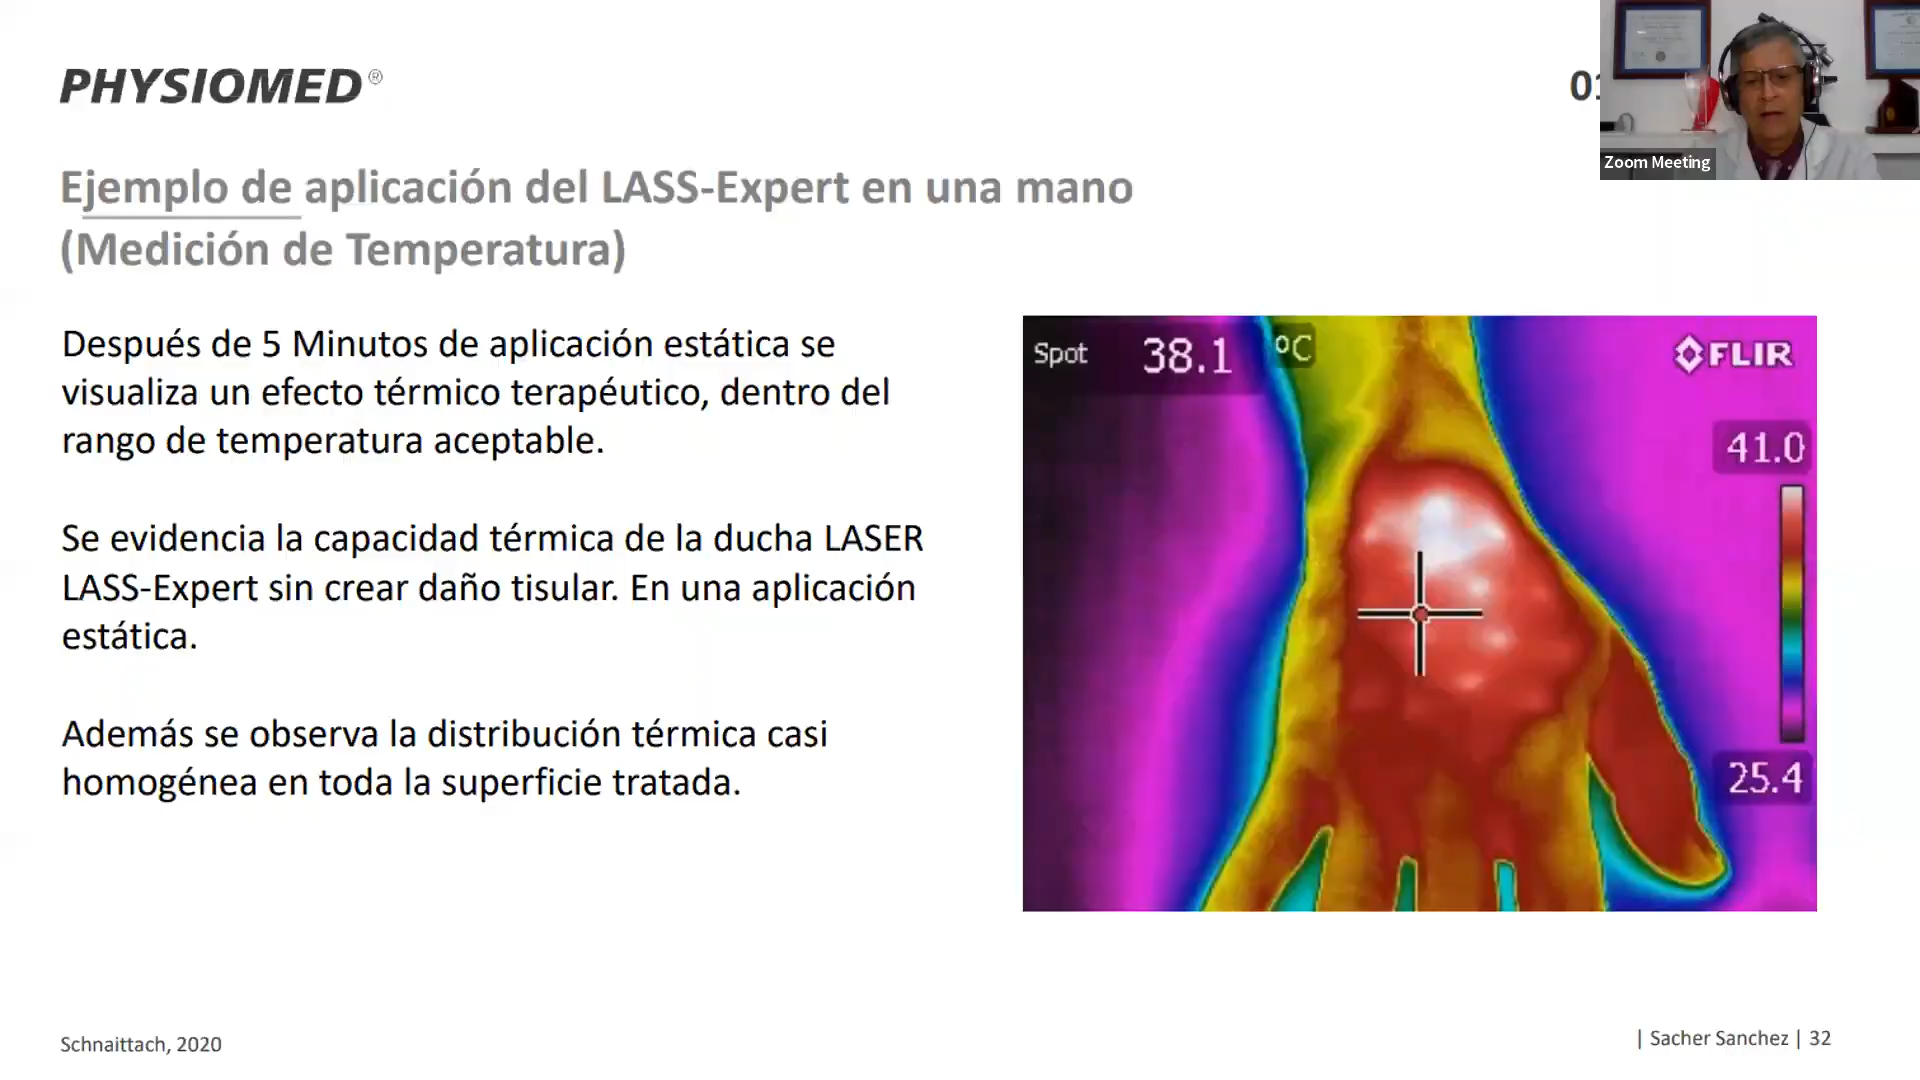 PHYSIOMED®
Zoom Meeting
Ejemplo de aplicación del LASS-Expert en una mano
(Medición de Temperatura)
Después de 5 Minutos de aplicación estática se
visualiza un efecto térmico terapéutico, dentro del
rango de temperatura aceptable.
Se evidencia la capacidad térmica de la ducha LASER
LASS-Expert sin crear daño tisular. En una aplicación
estática.
Además se observa la distribución térmica casi
homogénea en toda la superficie tratada.
Spot 38.1 ºC
FLIR
41.0
25.4
Schnaittach, 2020
| Sacher Sanchez | 32